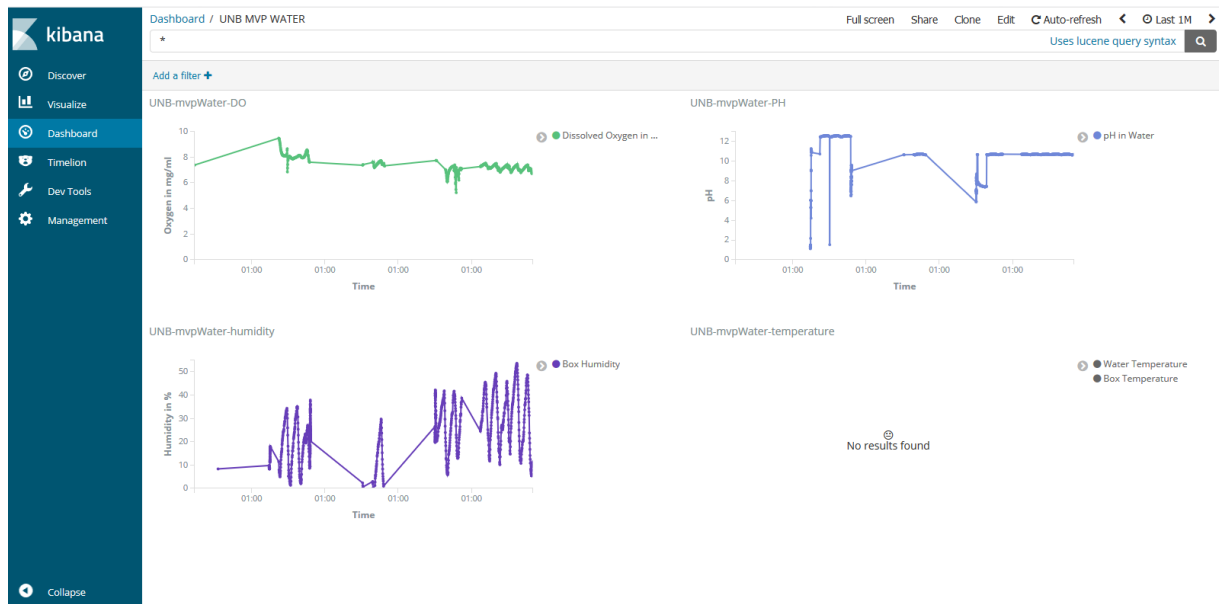 kibana
Discover
Visualize
Dashboard
Timelion
Dev Tools
Management
Collapse
Dashboard / UNB MVP WATER
Full screen Share Clone Edit Auto-refresh Last 1M
*
Uses lucene query syntax
Add a filter +
UNB-mvpWater-DO
Oxygen in mg/ml
10
8
6
4
2
0
01:00 01:00 01:00 01:00
Time
Dissolved Oxygen in ...
UNB-mvpWater-PH
pH
12
10
8
6
4
2
0
01:00 01:00 01:00 01:00
Time
pH in Water
UNB-mvpWater-humidity
Humidity in %
50
40
30
20
10
0
01:00 01:00 01:00 01:00
Time
Box Humidity
UNB-mvpWater-temperature
Water Temperature
Box Temperature
No results found